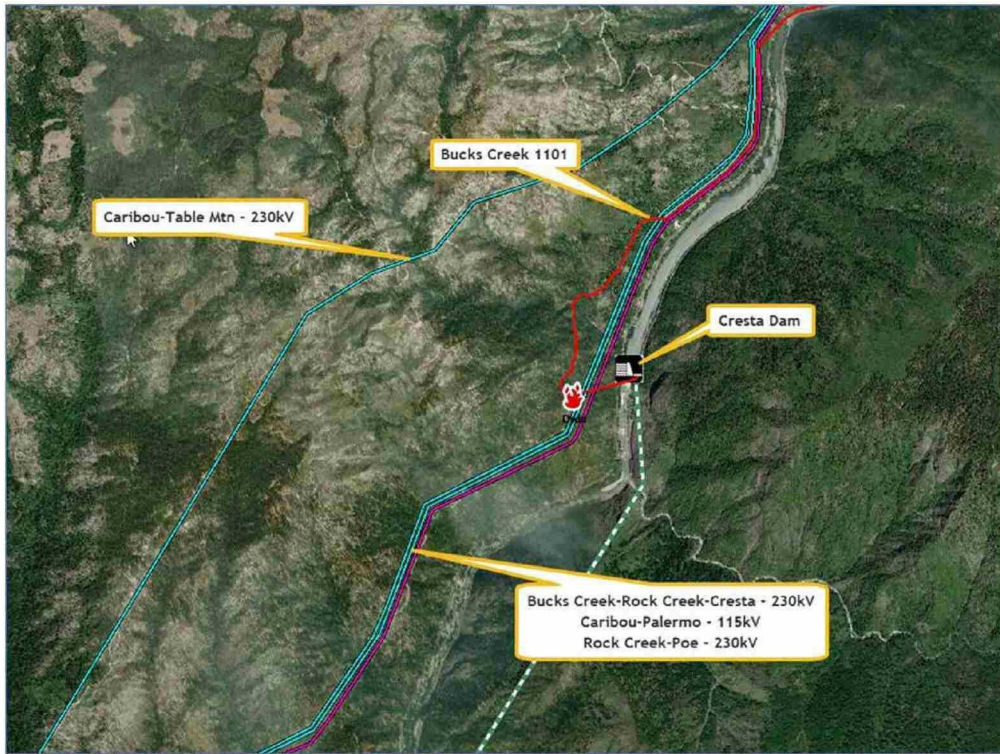 Bucks Creek 1101
Caribou-Table Mtn - 230kV
Cresta Dam
Bucks Creek-Rock Creek-Cresta - 230kV
Caribou-Palermo - 115kV
Rock Creek-Poe - 230kV